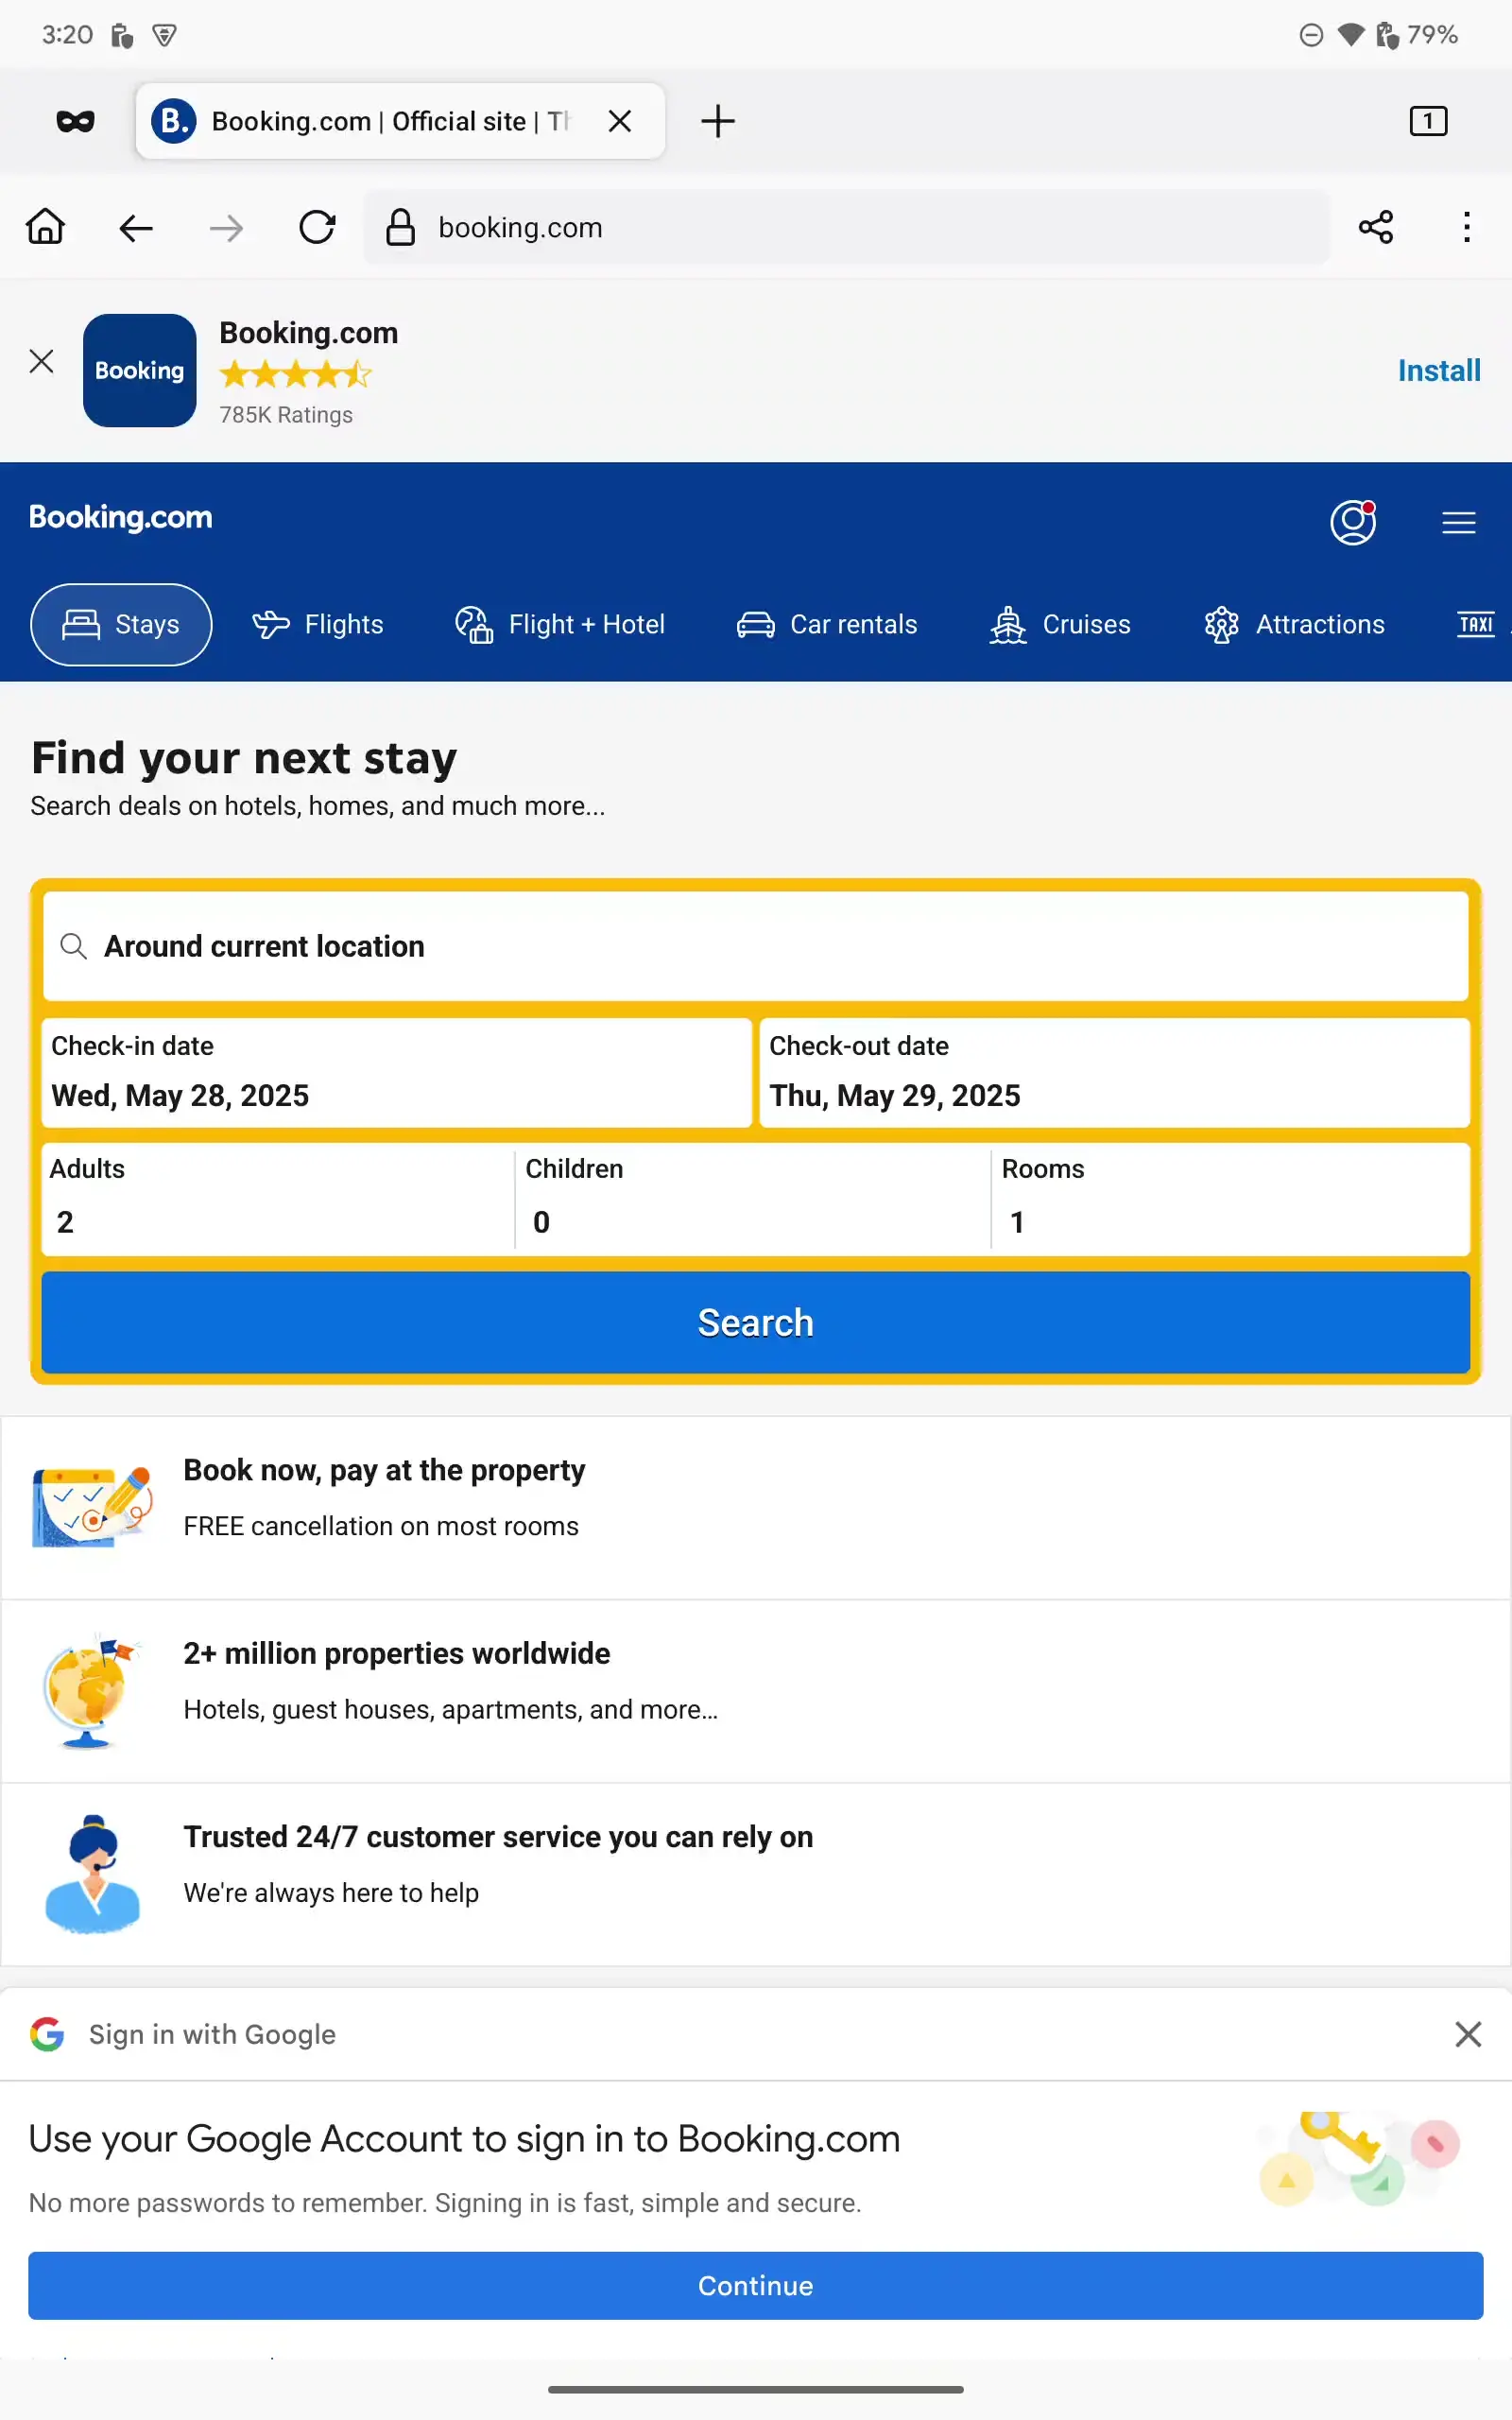 3:20
79%
B. Booking.com | Official site | Th
1
booking.com
Booking
Booking.com
785K Ratings
Install
Booking.com
Stays
Flights
Flight + Hotel
Car rentals
Cruises
Attractions
TAXI
Find your next stay
Search deals on hotels, homes, and much more...
Around current location
Check-in date
Wed, May 28, 2025
Check-out date
Thu, May 29, 2025
Adults
2
Children
0
Rooms
1
Search
Book now, pay at the property
FREE cancellation on most rooms
2+ million properties worldwide
Hotels, guest houses, apartments, and more...
Trusted 24/7 customer service you can rely on
We're always here to help
Sign in with Google
Use your Google Account to sign in to Booking.com
No more passwords to remember. Signing in is fast, simple and secure.
Continue